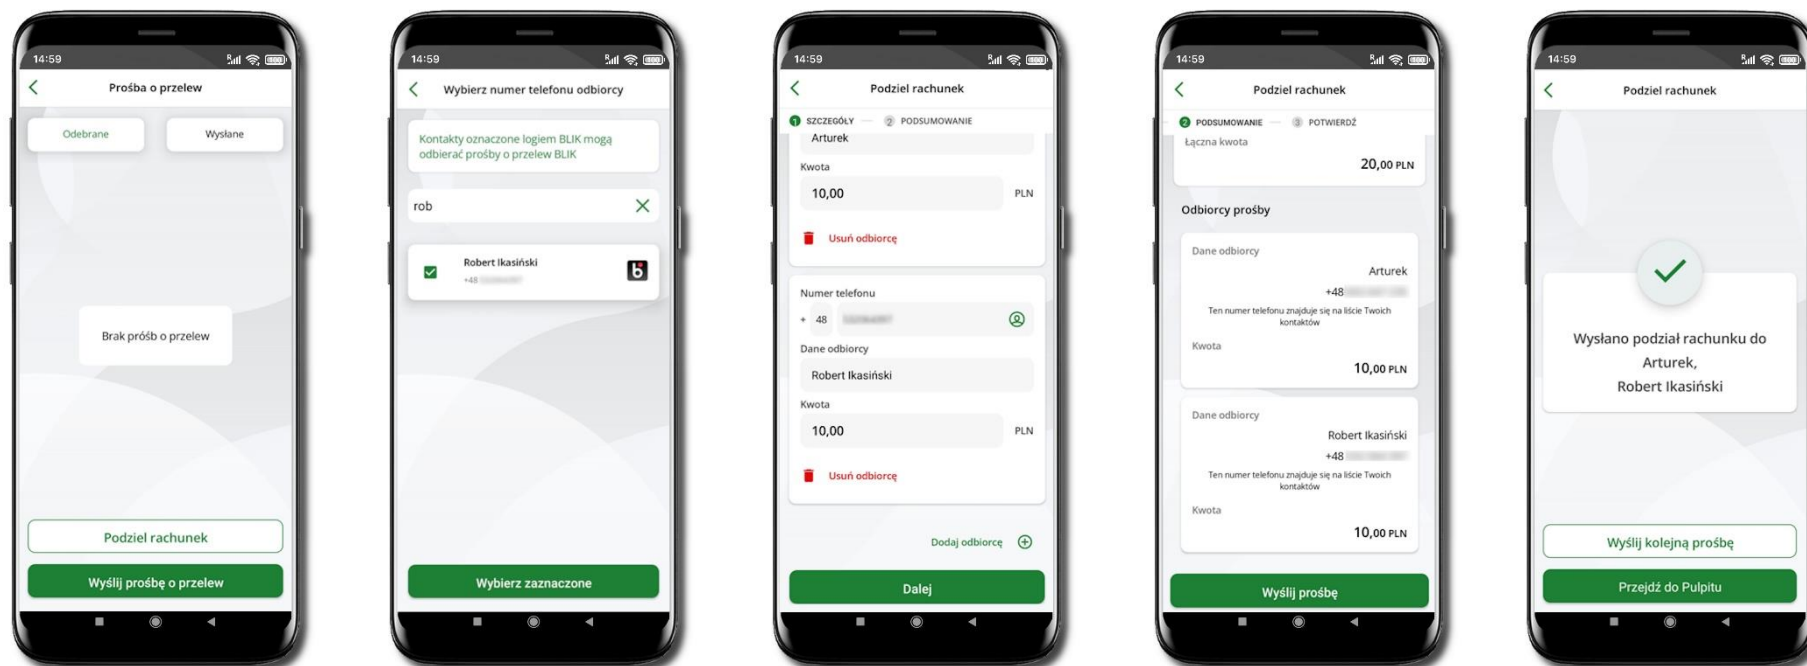 14:59
Prośba o przelew
Odebrane
Wysłane
Brak próśb o przelew
Podziel rachunek
Wyślij prośbę o przelew
14:59
Wybierz numer telefonu odbiorcy
Kontakty oznaczone logiem BLIK mogą
odbierać prośby o przelew BLIK
rob
Robert Ikasiński
+48
Wybierz zaznaczone
14:59
Podziel rachunek
1 SZCZEGÓŁY
2 PODSUMOWANIE
Arturek
Kwota
10,00 PLN
Usuń odbiorcę
Numer telefonu
+ 48
Dane odbiorcy
Robert Ikasiński
Kwota
10,00 PLN
Usuń odbiorcę
Dodaj odbiorcę
Dalej
14:59
Podziel rachunek
2 PODSUMOWANIE
3 POTWIERDŹ
Łączna kwota
20,00 PLN
Odbiorcy prośby
Dane odbiorcy
Arturek
+48
Ten numer telefonu znajduje się na liście Twoich
kontaktów
Kwota
10,00 PLN
Dane odbiorcy
Robert Ikasiński
+48
Ten numer telefonu znajduje się na liście Twoich
kontaktów
Kwota
10,00 PLN
Wyślij prośbę
14:59
Podziel rachunek
Wysłano podział rachunku do
Arturek,
Robert Ikasiński
Wyślij kolejną prośbę
Przejdź do Pulpitu